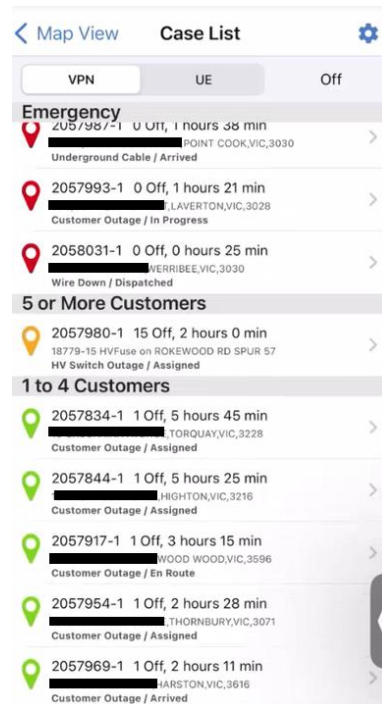 Map View Case List
VPN UE Off
Emergency
2057987-1 0 Off, 1 hours 38 min
POINT COOK,VIC,3030
Underground Cable / Arrived
2057993-1 0 Off, 1 hours 21 min
,LAVERTON,VIC,3028
Customer Outage / In Progress
2058031-1 0 Off, 0 hours 25 min
WERRIBEE,VIC,3030
Wire Down / Dispatched
5 or More Customers
2057980-1 15 Off, 2 hours 0 min
18779-15 HVFuse on ROKEWOOD RD SPUR 57
HV Switch Outage / Assigned
1 to 4 Customers
2057834-1 1 Off, 5 hours 45 min
,TORQUAY,VIC,3228
Customer Outage / Assigned
2057844-1 1 Off, 5 hours 25 min
,HIGHTON,VIC,3216
Customer Outage / Assigned
2057917-1 1 Off, 3 hours 15 min
WOOD WOOD,VIC,3596
Customer Outage / En Route
2057954-1 1 Off, 2 hours 28 min
,THORNBURY,VIC,3071
Customer Outage / Assigned
2057969-1 1 Off, 2 hours 11 min
HARSTON,VIC,3616
Customer Outage / Arrived